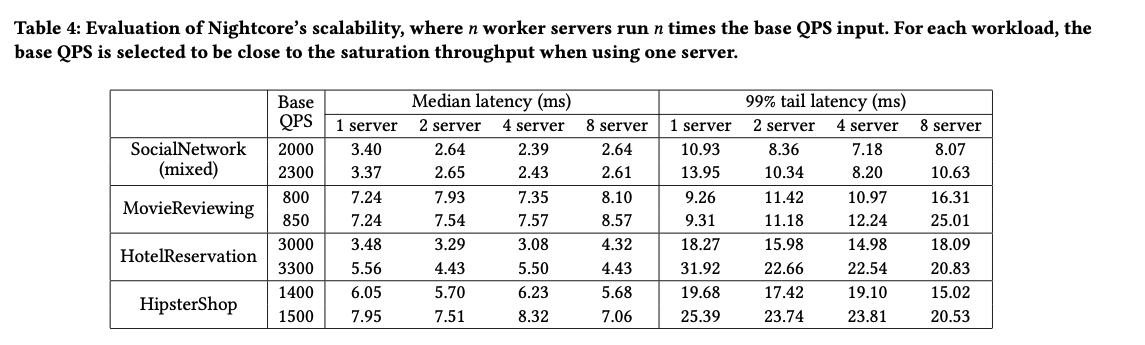 Table 4: Evaluation of Nightcore's scalability, where n worker servers run n times the base QPS input. For each workload, the
base QPS is selected to be close to the saturation throughput when using one server.
Base QPS Median latency (ms) 99% tail latency (ms)
1 server 2 server 4 server 8 server 1 server 2 server 4 server 8 server
SocialNetwork (mixed) 2000 3.40 2.64 2.39 2.64 10.93 8.36 7.18 8.07
2300 3.37 2.65 2.43 2.61 13.95 10.34 8.20 10.63
MovieReviewing 800 7.24 7.93 7.35 8.10 9.26 11.42 10.97 16.31
850 7.24 7.54 7.57 8.57 9.31 11.18 12.24 25.01
HotelReservation 3000 3.48 3.29 3.08 4.32 18.27 15.98 14.98 18.09
3300 5.56 4.43 5.50 4.43 31.92 22.66 22.54 20.83
HipsterShop 1400 6.05 5.70 6.23 5.68 19.68 17.42 19.10 15.02
1500 7.95 7.51 8.32 7.06 25.39 23.74 23.81 20.53